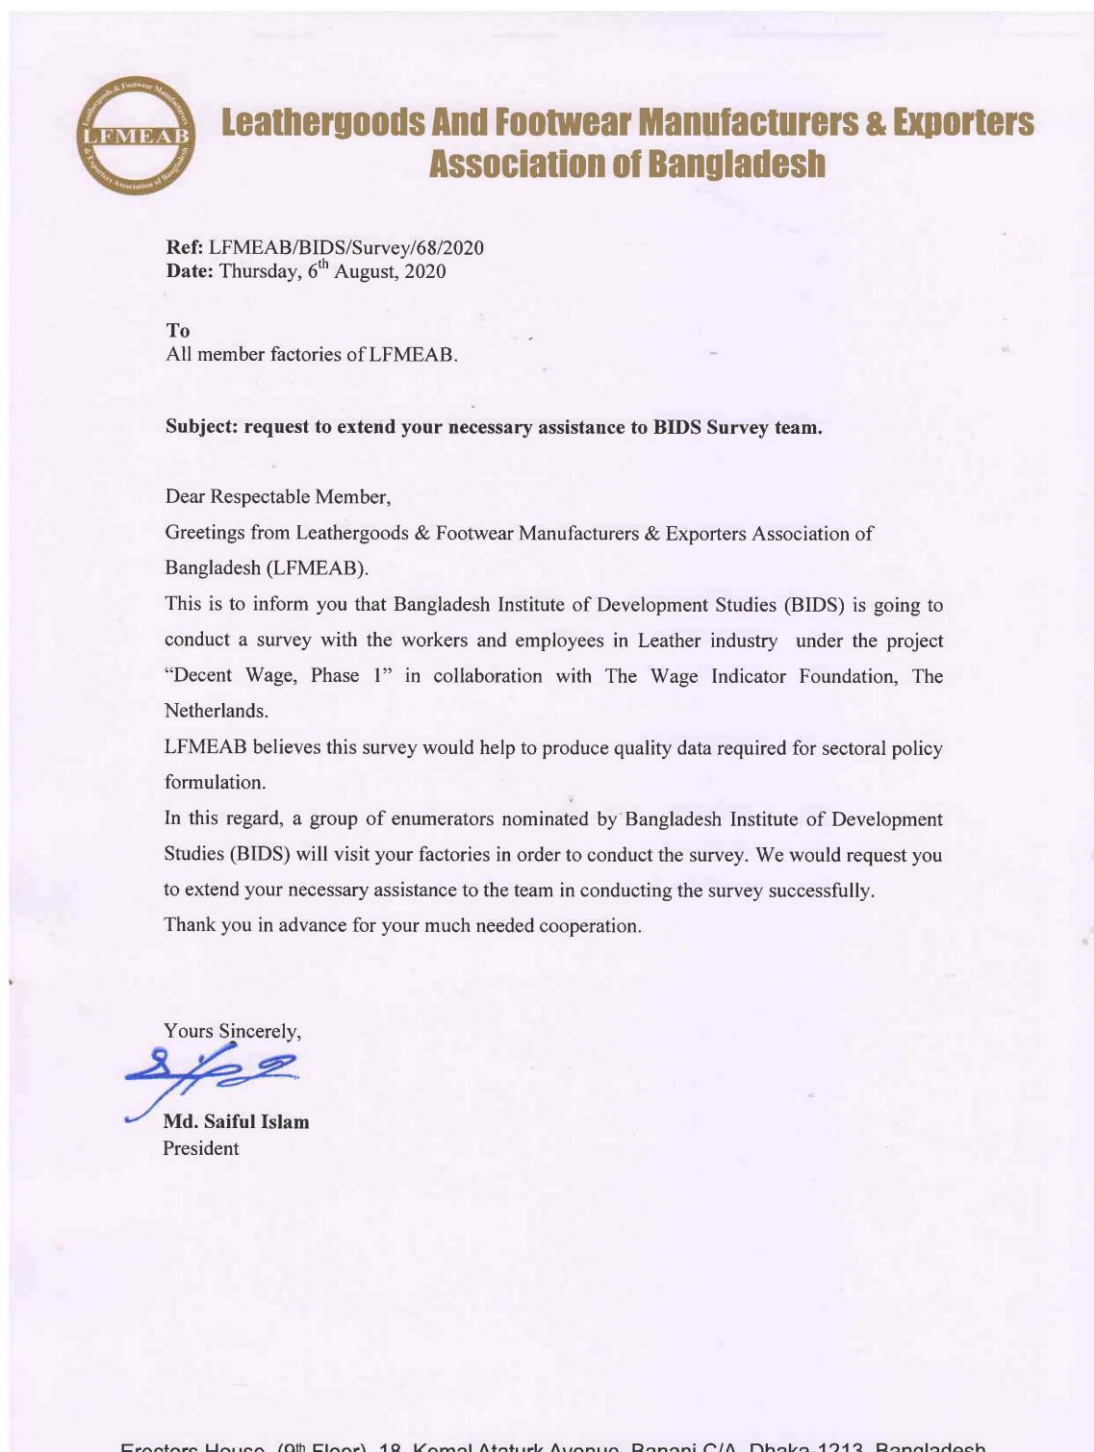 Leathergoods & Footwear Manufacturers
LFMEAB
& Exporters Association of Bangladesh
Leathergoods And Footwear Manufacturers & Exporters
Association of Bangladesh
Ref: LFMEAB/BIDS/Survey/68/2020
Date: Thursday, 6th August, 2020
To
All member factories of LFMEAB.
Subject: request to extend your necessary assistance to BIDS Survey team.
Dear Respectable Member,
Greetings from Leathergoods & Footwear Manufacturers & Exporters Association of
Bangladesh (LFMEAB).
This is to inform you that Bangladesh Institute of Development Studies (BIDS) is going to
conduct a survey with the workers and employees in Leather industry under the project
“Decent Wage, Phase 1” in collaboration with The Wage Indicator Foundation, The
Netherlands.
LFMEAB believes this survey would help to produce quality data required for sectoral policy
formulation.
In this regard, a group of enumerators nominated by Bangladesh Institute of Development
Studies (BIDS) will visit your factories in order to conduct the survey. We would request you
to extend your necessary assistance to the team in conducting the survey successfully.
Thank you in advance for your much needed cooperation.
Yours Sincerely,
Md. Saiful Islam
President
Erectors House, (9th Floor), 18, Kemal Ataturk Avenue, Banani C/A, Dhaka-1213, Bangladesh